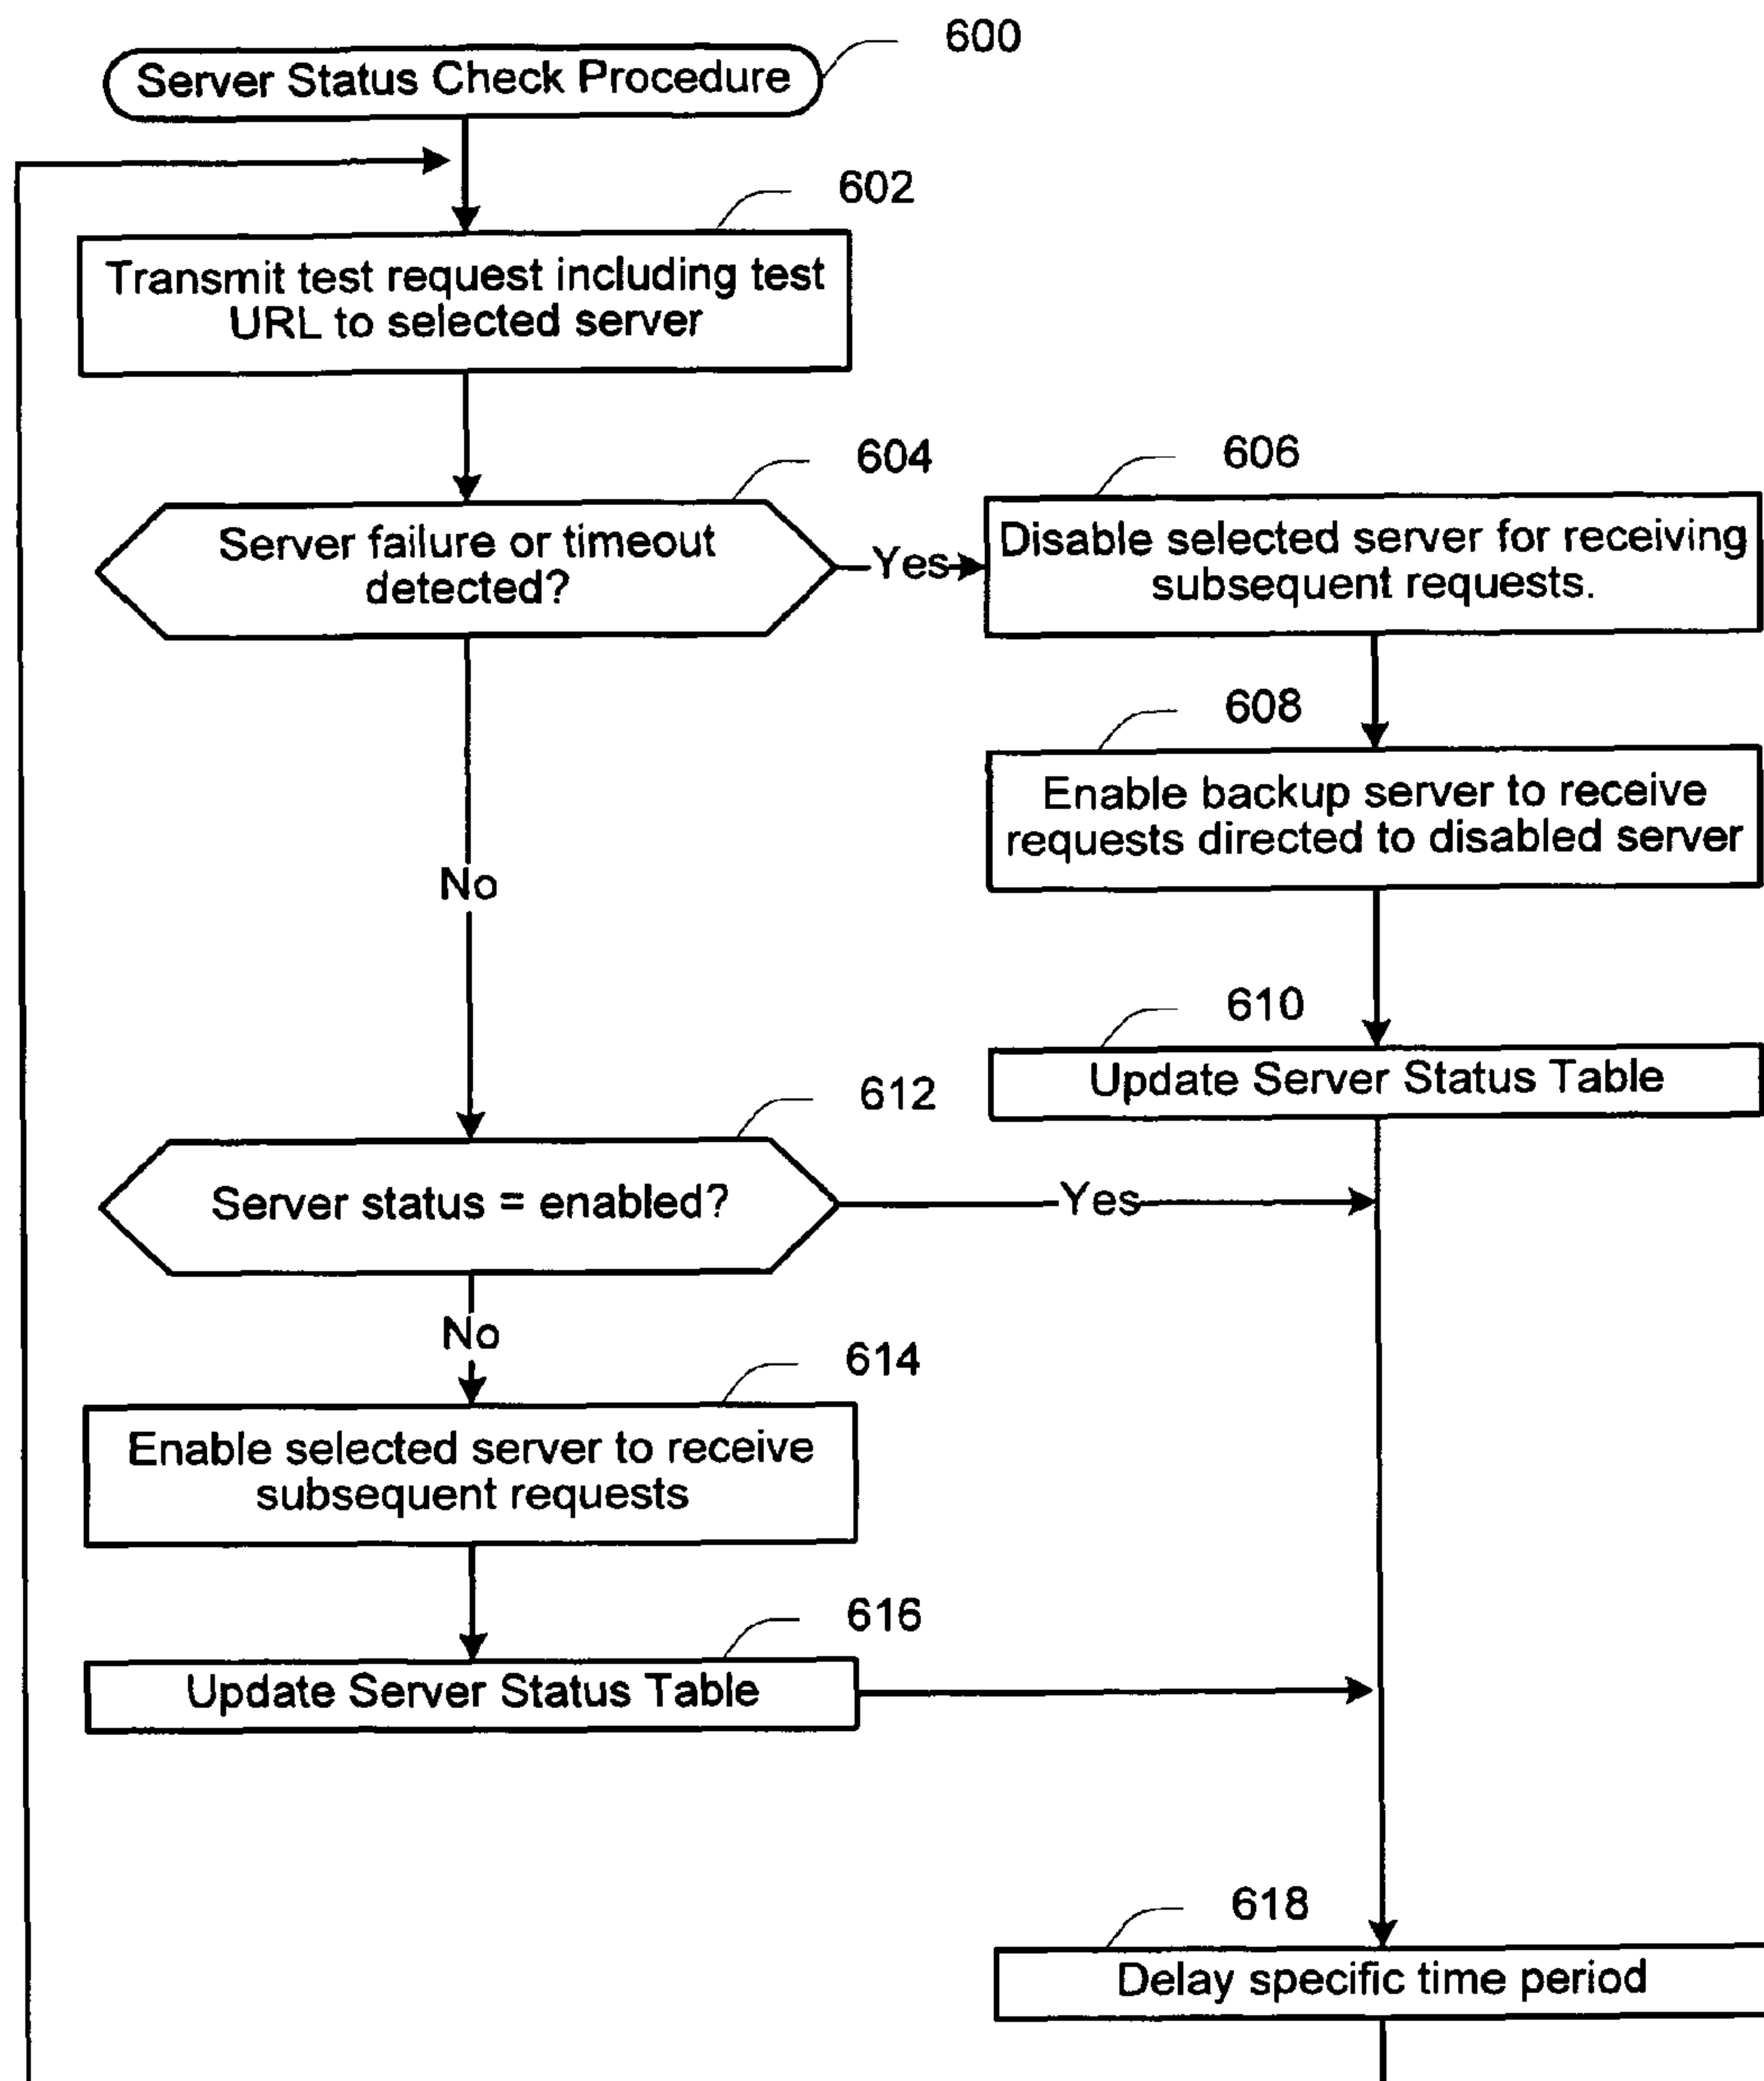 600
Server Status Check Procedure
602
Transmit test request including test
URL to selected server
604
Server failure or timeout
detected?
Yes
606
Disable selected server for receiving
subsequent requests.
608
Enable backup server to receive
requests directed to disabled server
No
610
Update Server Status Table
612
Server status = enabled?
Yes
No
614
Enable selected server to receive
subsequent requests
616
Update Server Status Table
618
Delay specific time period